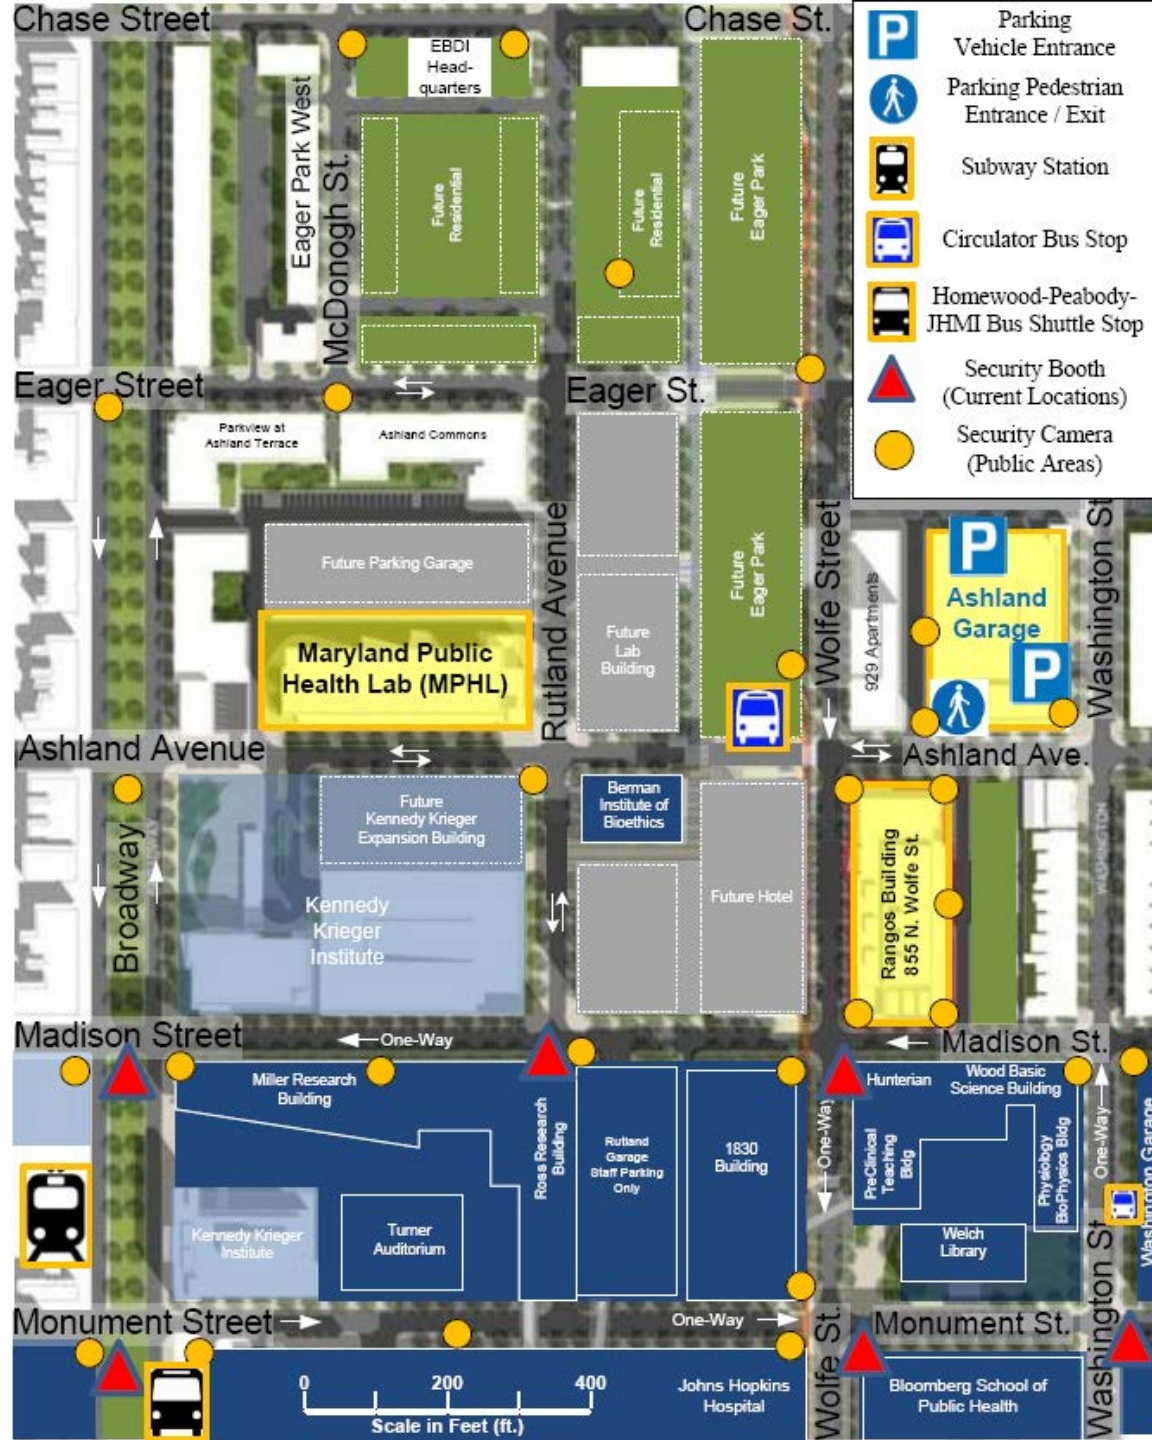 Chase Street
Chase St.
EBDI
Head-
quarters
Eager Park West
McDonogh St.
Future
Residential
Future
Residential
Future
Eager Park
P
Parking
Vehicle Entrance
Parking Pedestrian
Entrance / Exit
Subway Station
Circulator Bus Stop
Homewood-Peabody-
JHMI Bus Shuttle Stop
Security Booth
(Current Locations)
Security Camera
(Public Areas)
Eager Street
Eager St.
Parkview at
Ashland Terrace
Ashland Commons
Future Parking Garage
Maryland Public
Health Lab (MPHL)
Rutland Avenue
Future
Lab
Building
Future
Eager Park
Wolfe Street
929 Apartments
P
Ashland
Garage
P
Washington St
Ashland Avenue
Ashland Ave.
Broadway
Future
Kennedy Krieger
Expansion Building
Kennedy
Krieger
Institute
Berman
Institute of
Bioethics
Future Hotel
Rangos Building
855 N. Wolfe St.
WASHINGTON
Madison Street
One-Way
Madison St.
Miller Research
Building
Ross Research
Building
Rutland
Garage
Staff Parking
Only
1830
Building
One-Way
Hunterian
Wood Basic
Science Building
PreClinical
Teaching
Bldg
Physiology
BioPhysics Bldg
One-Way
Washington Garage
Kennedy Krieger
Institute
Turner
Auditorium
Welch
Library
Washington St
Monument Street
One-Way
Monument St.
Wolfe St.
0 200 400
Scale in Feet (ft.)
Johns Hopkins
Hospital
Bloomberg School of
Public Health